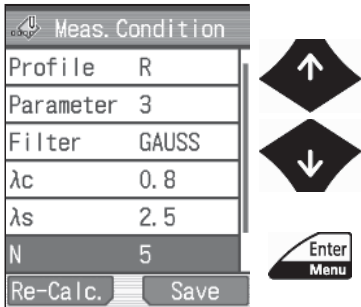 Meas. Condition
Profile R
Parameter 3
Filter GAUSS
λc 0.8
λs 2.5
N 5
Re-Calc. Save
Enter
Menu